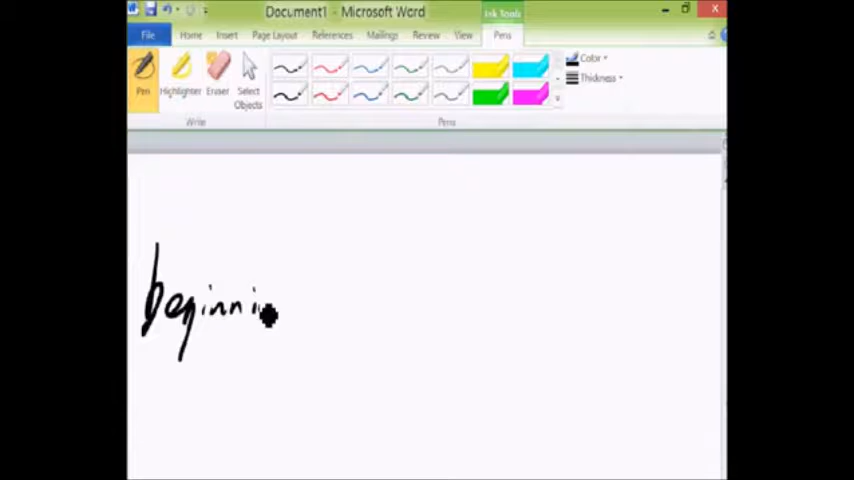 Document1 - Microsoft Word
Ink Tools
File Home Insert Page Layout References Mailings Review View Pens
Pen Highlighter Eraser Select Objects
Color
Thickness
Write
Pens
beginni